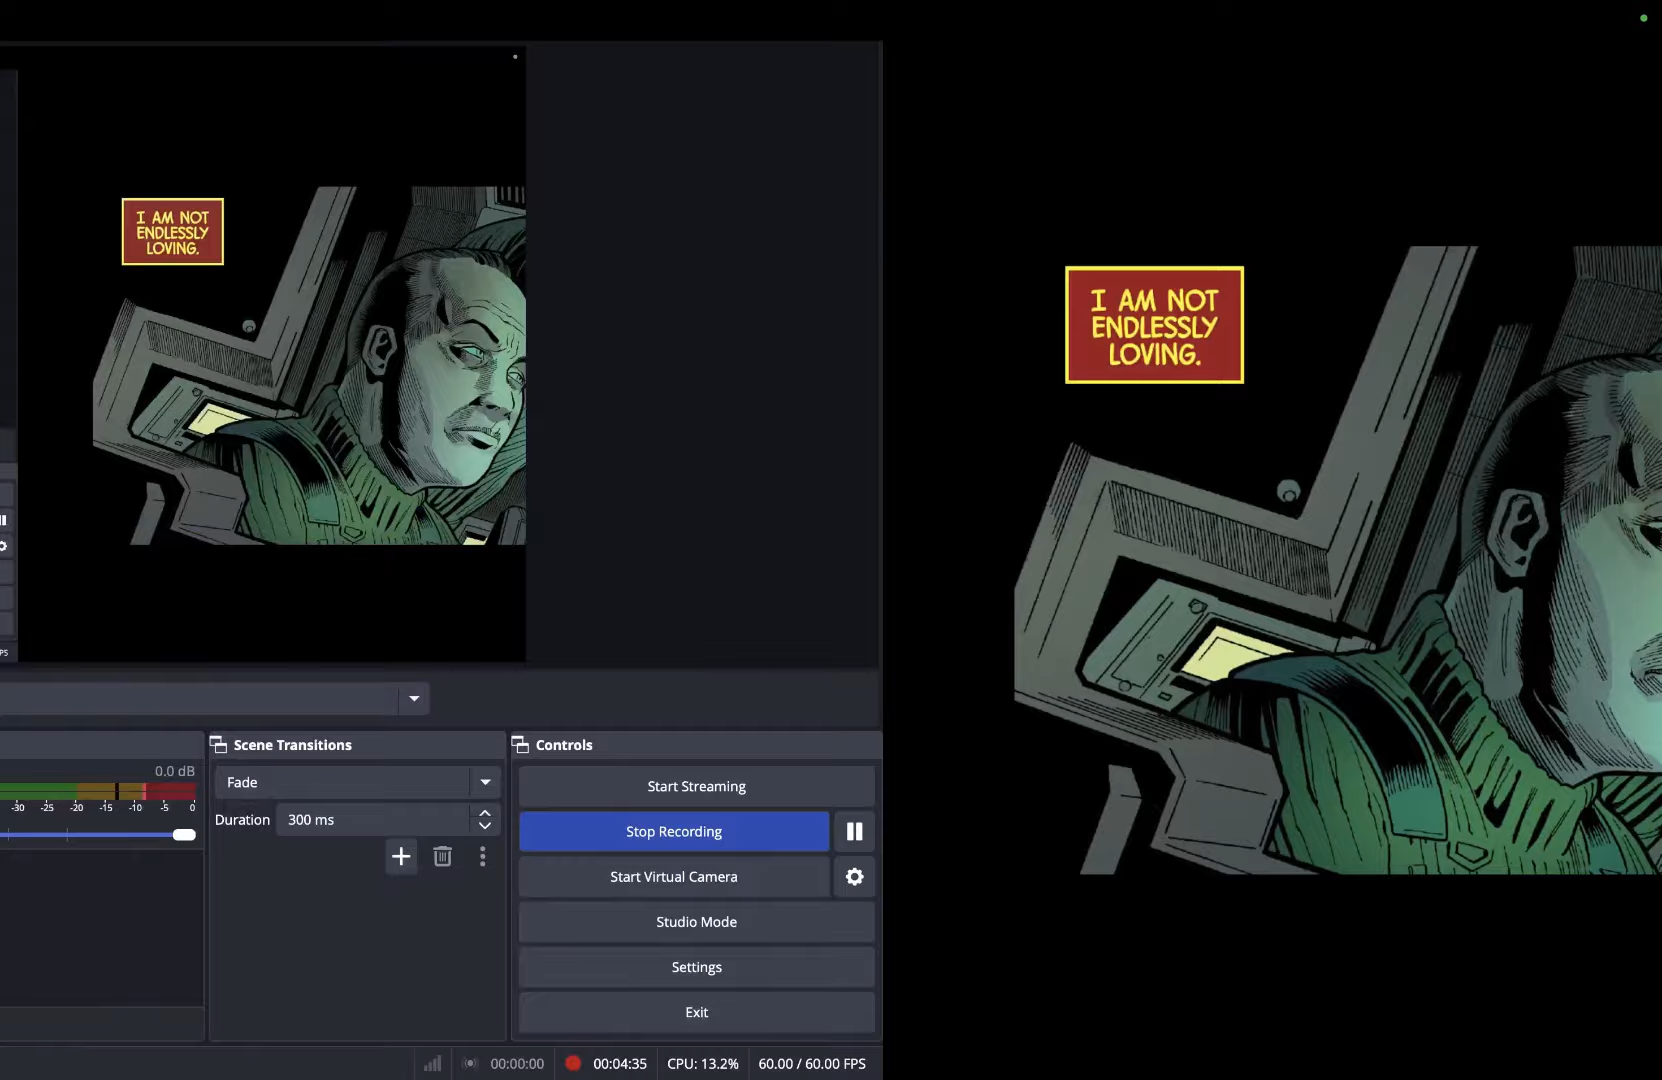 I AM NOT
ENDLESSLY
LOVING.
I AM NOT
ENDLESSLY
LOVING.
PS
0.0 dB
-30 -25 -20 -15 -10 -5 0
Scene Transitions
Fade
Duration 300 ms
Controls
Start Streaming
Stop Recording
Start Virtual Camera
Studio Mode
Settings
Exit
00:00:00 00:04:35 CPU: 13.2% 60.00 / 60.00 FPS